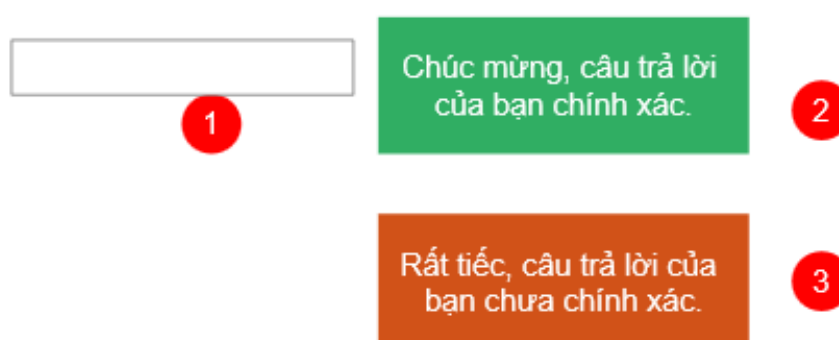 1
Chúc mừng, câu trả lời
của bạn chính xác.
2
Rất tiếc, câu trả lời của
bạn chưa chính xác.
3